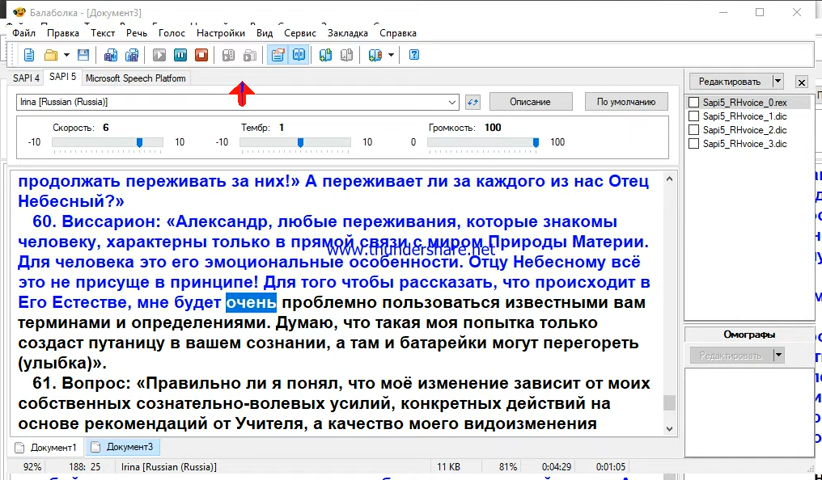 Балаболка - [Документ3]
Файл Правка Текст Речь Голос Настройки Вид Сервис Закладка Справка
SAPI 4 SAPI 5 Microsoft Speech Platform
Irina [Russian (Russia)]
Описание
По умолчанию
Скорость: 6
-10 10
Тембр: 1
-10 10
Громкость: 100
0 100
Редактировать
Sapi5_RHvoice_0.rex
Sapi5_RHvoice_1.dic
Sapi5_RHvoice_2.dic
Sapi5_RHvoice_3.dic
продолжать переживать за них!» А переживает ли за каждого из нас Отец
Небесный?»
60. Виссарион: «Александр, любые переживания, которые знакомы
человеку, характерны только в прямой связи с миром Природы Материи.
www.thundershare.net
Для человека это его эмоциональные особенности. Отцу Небесному всё
это не присуще в принципе! Для того чтобы рассказать, что происходит в
Его Естестве, мне будет очень проблемно пользоваться известными вам
терминами и определениями. Думаю, что такая моя попытка только
создаст путаницу в вашем сознании, а там и батарейки могут перегореть
(улыбка)».
61. Вопрос: «Правильно ли я понял, что моё изменение зависит от моих
собственных сознательно-волевых усилий, конкретных действий на
основе рекомендаций от Учителя, а качество моего видоизменения
Омографы
Редактировать
Документ1 Документ3
92% 188: 25 Irina [Russian (Russia)] 11 KB 81% 0:04:29 0:01:05